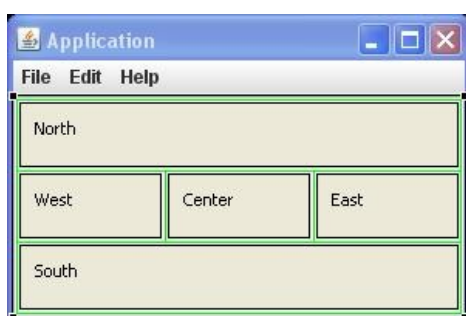 Application
File Edit Help
North
West Center East
South